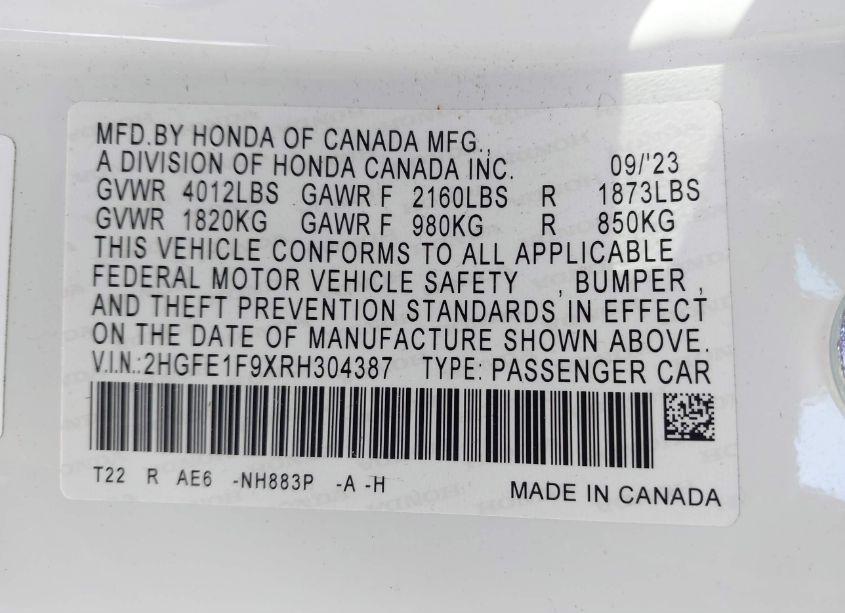 MFD.BY HONDA OF CANADA MFG.,
A DIVISION OF HONDA CANADA INC. 09/'23
GVWR 4012LBS GAWR F 2160LBS R 1873LBS
GVWR 1820KG GAWR F 980KG R 850KG
THIS VEHICLE CONFORMS TO ALL APPLICABLE
FEDERAL MOTOR VEHICLE SAFETY , BUMPER ,
AND THEFT PREVENTION STANDARDS IN EFFECT
ON THE DATE OF MANUFACTURE SHOWN ABOVE.
V.I.N.:2HGFE1F9XRH304387 TYPE: PASSENGER CAR
T22 R AE6 -NH883P -A -H MADE IN CANADA